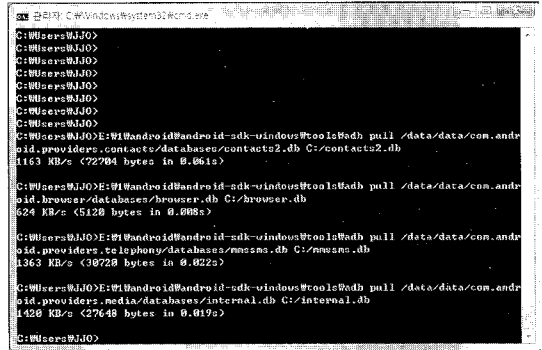 관리자: C:₩Windows₩system32₩cmd.exe
C:₩Users₩JJO>
C:₩Users₩JJO>
C:₩Users₩JJO>
C:₩Users₩JJO>
C:₩Users₩JJO>
C:₩Users₩JJO>
C:₩Users₩JJO>
C:₩Users₩JJO>E:₩1₩android₩android-sdk-windows₩tools₩adb pull /data/data/com.andr
oid.providers.contacts/databases/contacts2.db C:/contacts2.db
1163 KB/s (72704 bytes in 0.061s)
C:₩Users₩JJO>E:₩1₩android₩android-sdk-windows₩tools₩adb pull /data/data/com.andr
oid.browser/databases/browser.db C:/browser.db
624 KB/s (5120 bytes in 0.008s)
C:₩Users₩JJO>E:₩1₩android₩android-sdk-windows₩tools₩adb pull /data/data/com.andr
oid.providers.telephony/databases/mmssms.db C:/mmsms.db
1363 KB/s (30720 bytes in 0.022s)
C:₩Users₩JJO>E:₩1₩android₩android-sdk-windows₩tools₩adb pull /data/data/com.andr
oid.providers.media/databases/internal.db C:/internal.db
1420 KB/s (27648 bytes in 0.019s)
C:₩Users₩JJO>